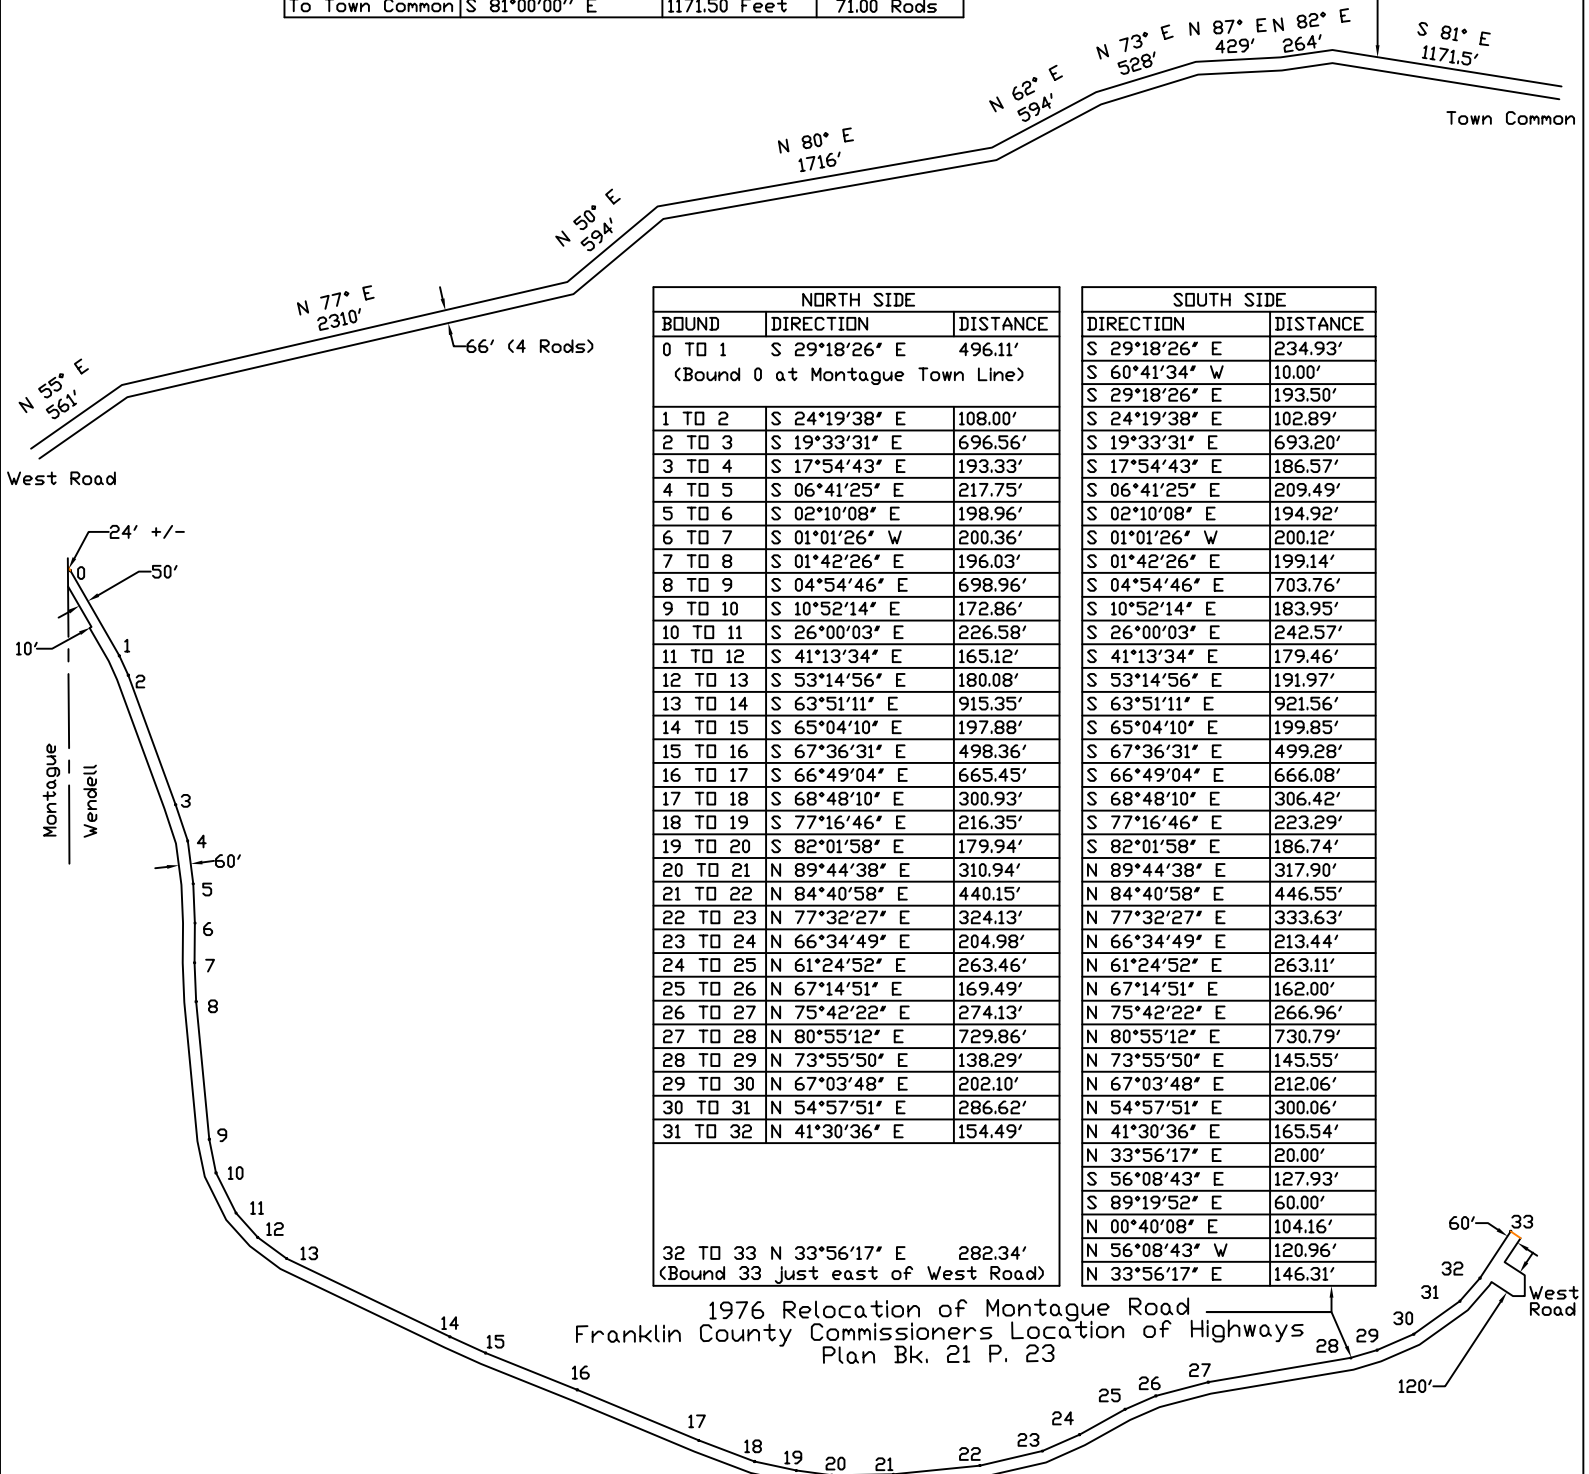 To Town Common S 81°00'00'' E 1171.50 Feet 71.00 Rods
N 73° E
528'
N 87° E
429'
N 82° E
264'
S 81° E
1171.5'
Town Common
N 62° E
594'
N 80° E
1716'
N 50° E
594'
N 77° E
2310'
66' (4 Rods)
N 55° E
561'
West Road
NORTH SIDE
BOUND DIRECTION DISTANCE
0 TO 1 S 29°18'26" E 496.11'
(Bound 0 at Montague Town Line)
1 TO 2 S 24°19'38" E 108.00'
2 TO 3 S 19°33'31" E 696.56'
3 TO 4 S 17°54'43" E 193.33'
4 TO 5 S 06°41'25" E 217.75'
5 TO 6 S 02°10'08" E 198.96'
6 TO 7 S 01°01'26" W 200.36'
7 TO 8 S 01°42'26" E 196.03'
8 TO 9 S 04°54'46" E 698.96'
9 TO 10 S 10°52'14" E 172.86'
10 TO 11 S 26°00'03" E 226.58'
11 TO 12 S 41°13'34" E 165.12'
12 TO 13 S 53°14'56" E 180.08'
13 TO 14 S 63°51'11" E 915.35'
14 TO 15 S 65°04'10" E 197.88'
15 TO 16 S 67°36'31" E 498.36'
16 TO 17 S 66°49'04" E 665.45'
17 TO 18 S 68°48'10" E 300.93'
18 TO 19 S 77°16'46" E 216.35'
19 TO 20 S 82°01'58" E 179.94'
20 TO 21 N 89°44'38" E 310.94'
21 TO 22 N 84°40'58" E 440.15'
22 TO 23 N 77°32'27" E 324.13'
23 TO 24 N 66°34'49" E 204.98'
24 TO 25 N 61°24'52" E 263.46'
25 TO 26 N 67°14'51" E 169.49'
26 TO 27 N 75°42'22" E 274.13'
27 TO 28 N 80°55'12" E 729.86'
28 TO 29 N 73°55'50" E 138.29'
29 TO 30 N 67°03'48" E 202.10'
30 TO 31 N 54°57'51" E 286.62'
31 TO 32 N 41°30'36" E 154.49'
32 TO 33 N 33°56'17" E 282.34'
(Bound 33 just east of West Road)
SOUTH SIDE
DIRECTION DISTANCE
S 29°18'26" E 234.93'
S 60°41'34" W 10.00'
S 29°18'26" E 193.50'
S 24°19'38" E 102.89'
S 19°33'31" E 693.20'
S 17°54'43" E 186.57'
S 06°41'25" E 209.49'
S 02°10'08" E 194.92'
S 01°01'26" W 200.12'
S 01°42'26" E 199.14'
S 04°54'46" E 703.76'
S 10°52'14" E 183.95'
S 26°00'03" E 242.57'
S 41°13'34" E 179.46'
S 53°14'56" E 191.97'
S 63°51'11" E 921.56'
S 65°04'10" E 199.85'
S 67°36'31" E 499.28'
S 66°49'04" E 666.08'
S 68°48'10" E 306.42'
S 77°16'46" E 223.29'
S 82°01'58" E 186.74'
N 89°44'38" E 317.90'
N 84°40'58" E 446.55'
N 77°32'27" E 333.63'
N 66°34'49" E 213.44'
N 61°24'52" E 263.11'
N 67°14'51" E 162.00'
N 75°42'22" E 266.96'
N 80°55'12" E 730.79'
N 73°55'50" E 145.55'
N 67°03'48" E 212.06'
N 54°57'51" E 300.06'
N 41°30'36" E 165.54'
N 33°56'17" E 20.00'
S 56°08'43" E 127.93'
S 89°19'52" E 60.00'
N 00°40'08" E 104.16'
N 56°08'43" W 120.96'
N 33°56'17" E 146.31'
24' +/-
0
50'
10'
1
2
Montague
Wendell
3
4
60'
5
6
7
8
9
10
11
12
13
14
15
16
17
18
19
20
21
22
23
24
25
26
27
28
29
30
31
32
33
60'
West
Road
120'
1976 Relocation of Montague Road
Franklin County Commissioners Location of Highways
Plan Bk. 21 P. 23